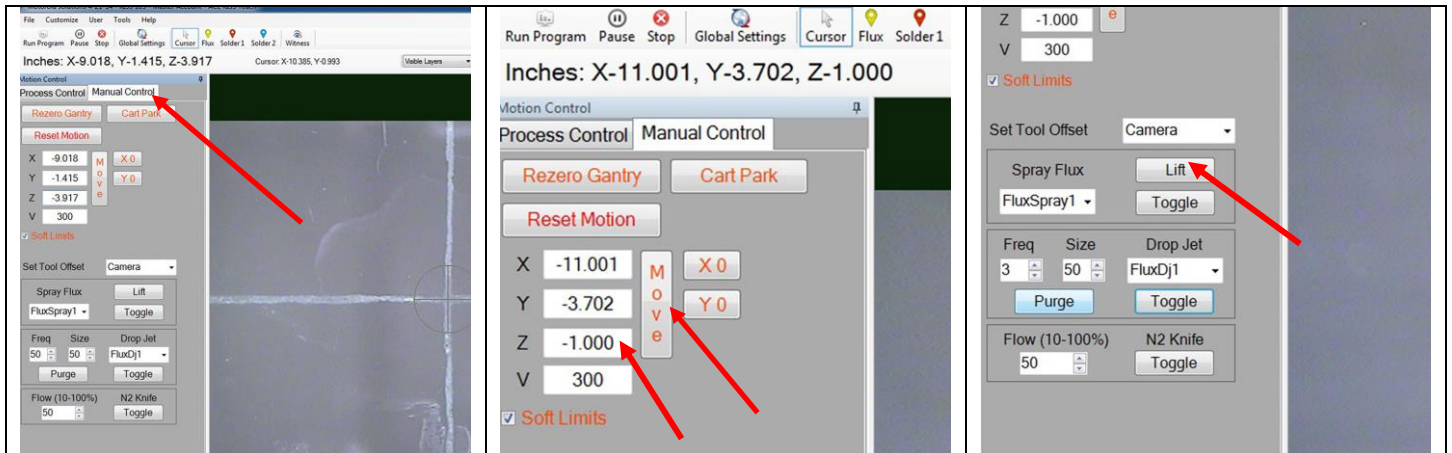 File Customize User Tools Help
Run Program Pause Stop Global Settings Cursor Flux Solder 1 Solder 2 Witness
Inches: X-9.018, Y-1.415, Z-3.917 Cursor: X-10.385, Y-0.993 Visible Layers
Motion Control
Process Control Manual Control
Rezero Gantry Cart Park
Reset Motion
X -9.018 Move X 0
Y -1.415 Y 0
Z -3.917
V 300
Soft Limits
Set Tool Offset Camera
Spray Flux Lift
FluxSpray1 Toggle
Freq Size Drop Jet
50 50 FluxDj1
Purge Toggle
Flow (10-100%) N2 Knife
50 Toggle
Run Program Pause Stop Global Settings Cursor Flux Solder 1
Inches: X-11.001, Y-3.702, Z-1.000
Motion Control
Process Control Manual Control
Rezero Gantry Cart Park
Reset Motion
X -11.001 Move X 0
Y -3.702 Y 0
Z -1.000
V 300
Soft Limits
Z -1.000 e
V 300
Soft Limits
Set Tool Offset Camera
Spray Flux Lift
FluxSpray1 Toggle
Freq Size Drop Jet
3 50 FluxDj1
Purge Toggle
Flow (10-100%) N2 Knife
50 Toggle